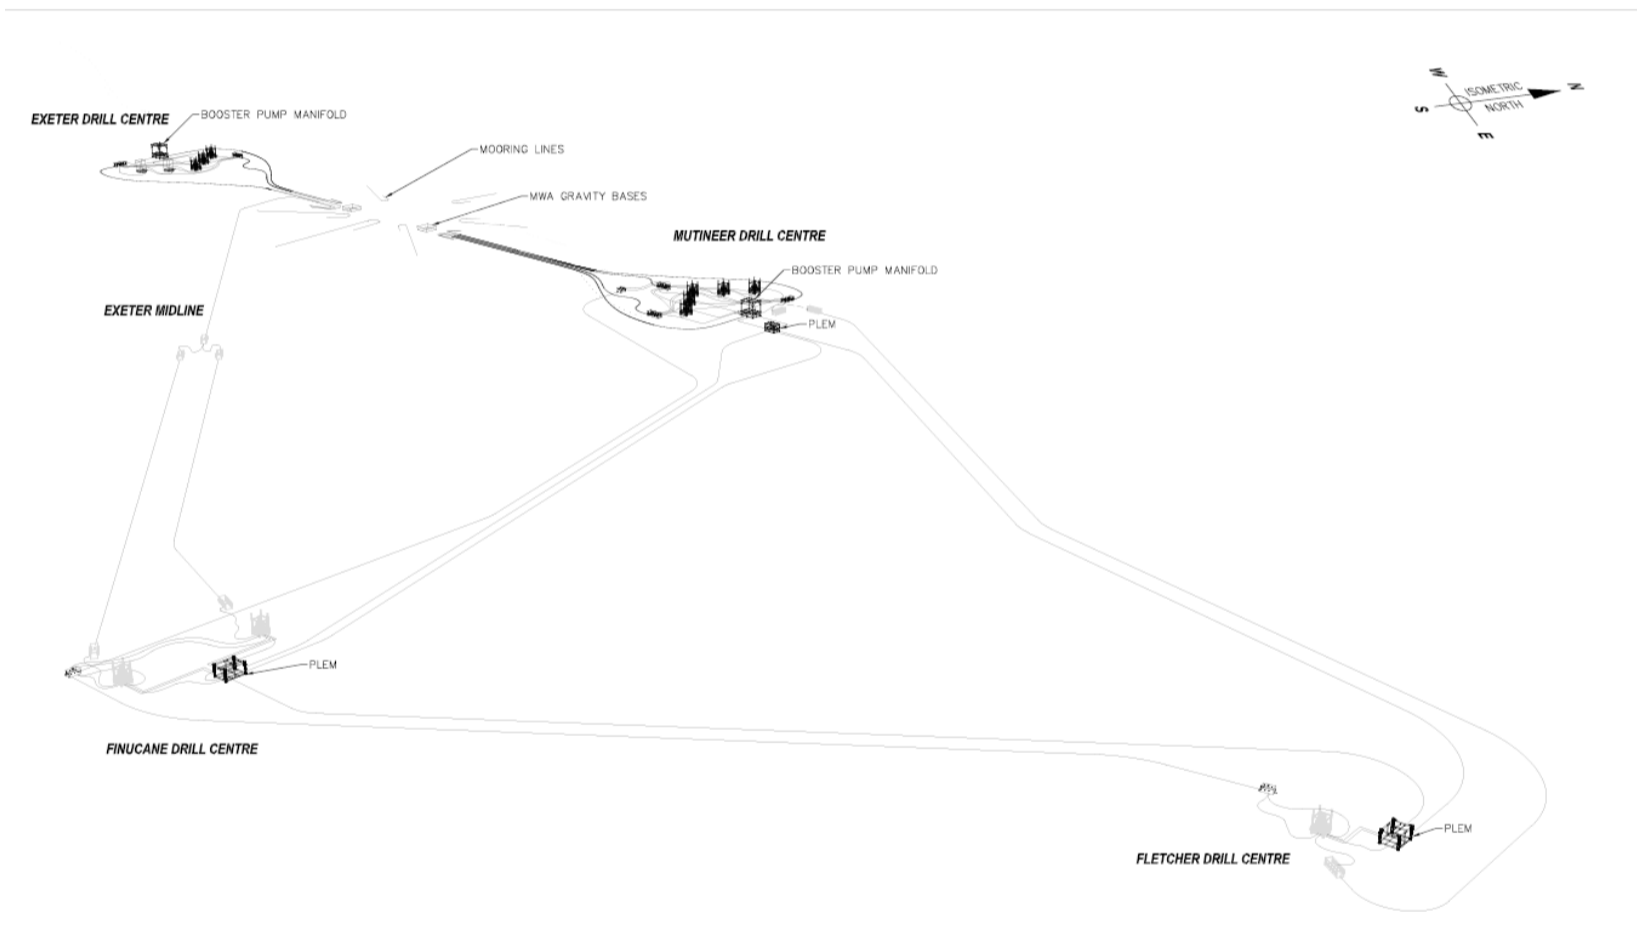 W
ISOMETRIC
N
S
NORTH
E
EXETER DRILL CENTRE
BOOSTER PUMP MANIFOLD
MOORING LINES
MWA GRAVITY BASES
MUTINEER DRILL CENTRE
BOOSTER PUMP MANIFOLD
EXETER MIDLINE
PLEM
PLEM
FINUCANE DRILL CENTRE
PLEM
FLETCHER DRILL CENTRE